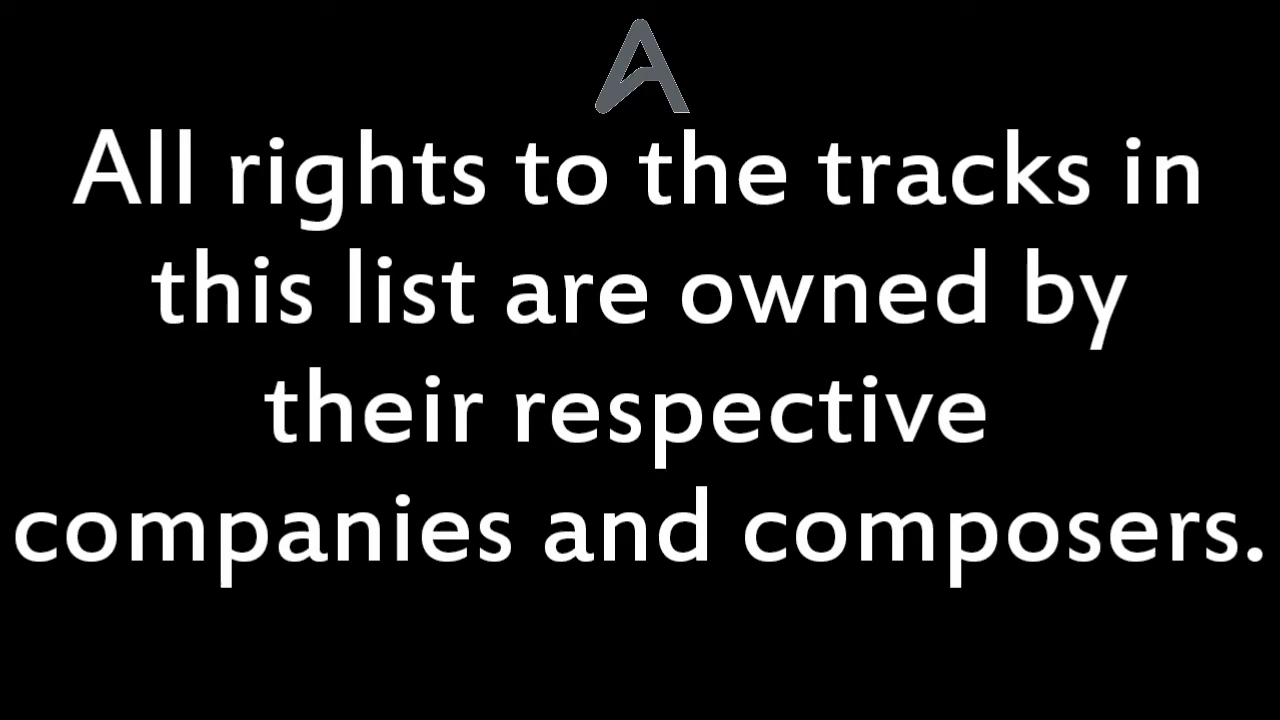 All rights to the tracks in
this list are owned by
their respective
companies and composers.